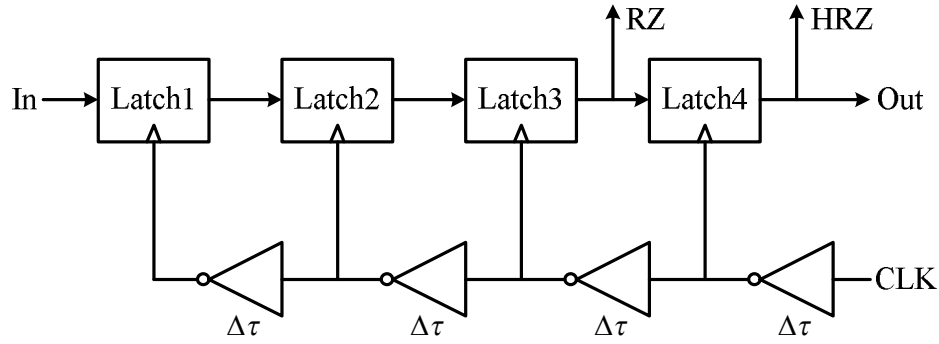 RZ
HRZ
In
Latch1
Latch2
Latch3
Latch4
Out
CLK
Δτ
Δτ
Δτ
Δτ